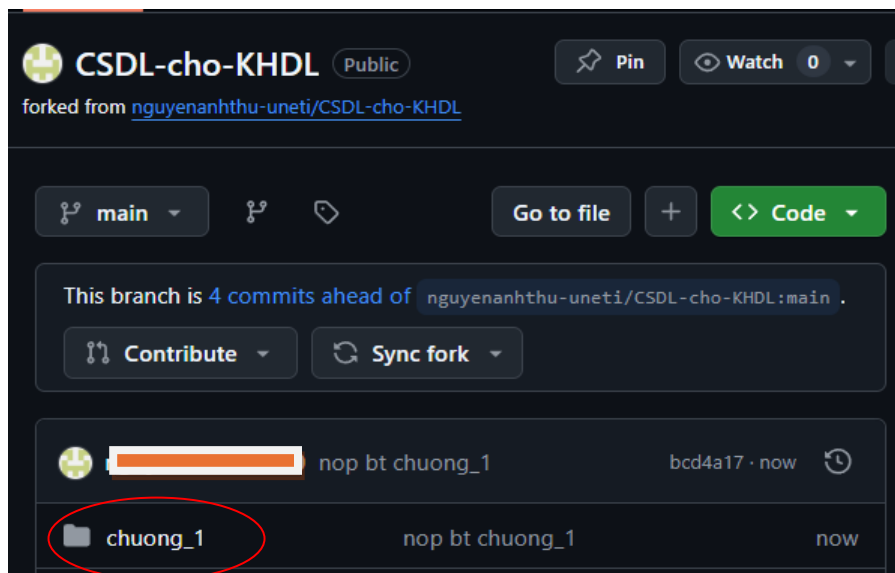 CSDL-cho-KHDL Public Pin Watch 0
forked from nguyenanhthu-uneti/CSDL-cho-KHDL
main Go to file Code
This branch is 4 commits ahead of nguyenanhthu-uneti/CSDL-cho-KHDL:main .
Contribute Sync fork
nop bt chuong_1 bcd4a17 · now
chuong_1 nop bt chuong_1 now